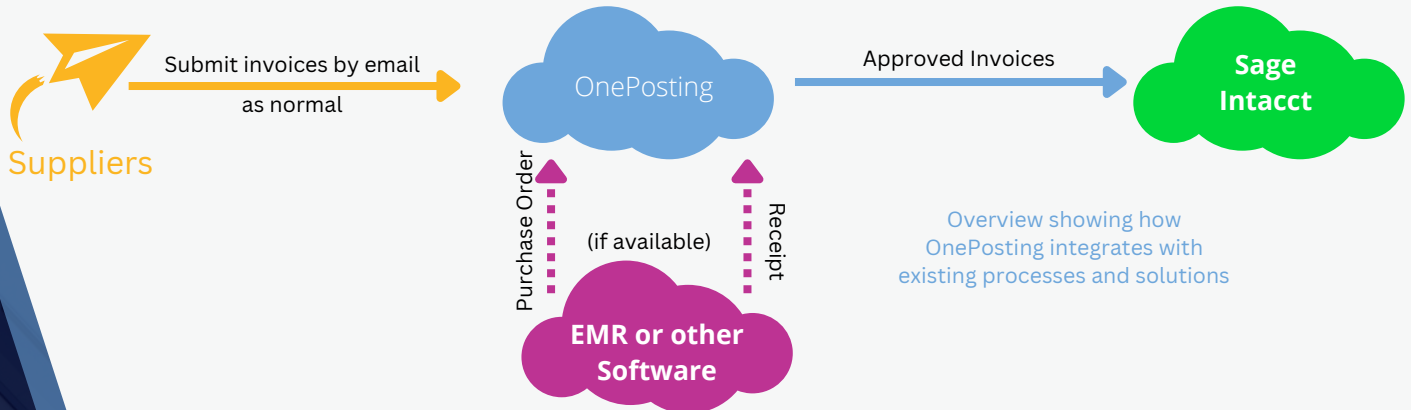 Submit invoices by email
as normal
Suppliers
OnePosting
Approved Invoices
Sage
Intacct
Purchase Order
(if available)
Receipt
EMR or other
Software
Overview showing how
OnePosting integrates with
existing processes and solutions